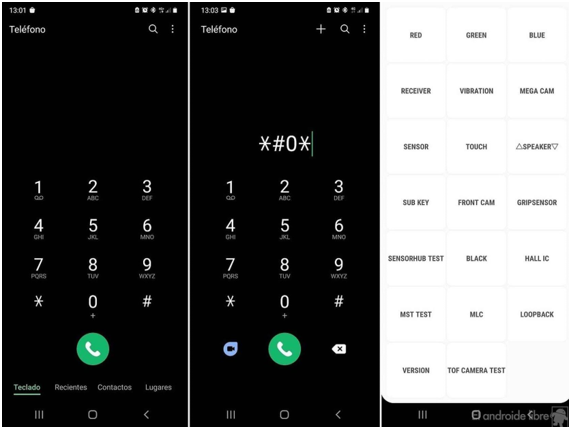 13:01
Teléfono
1
2 ABC
3 DEF
4 GHI
5 JKL
6 MNO
7 PQRS
8 TUV
9 WXYZ
*
0 +
#
Teclado Recientes Contactos Lugares
13:03
Teléfono
*#0*
1
2 ABC
3 DEF
4 GHI
5 JKL
6 MNO
7 PQRS
8 TUV
9 WXYZ
*
0 +
#
RED GREEN BLUE
RECEIVER VIBRATION MEGA CAM
SENSOR TOUCH △SPEAKER▽
SUB KEY FRONT CAM GRIPSENSOR
SENSORHUB TEST BLACK HALL IC
MST TEST MLC LOOPBACK
VERSION TOF CAMERA TEST
androide libre